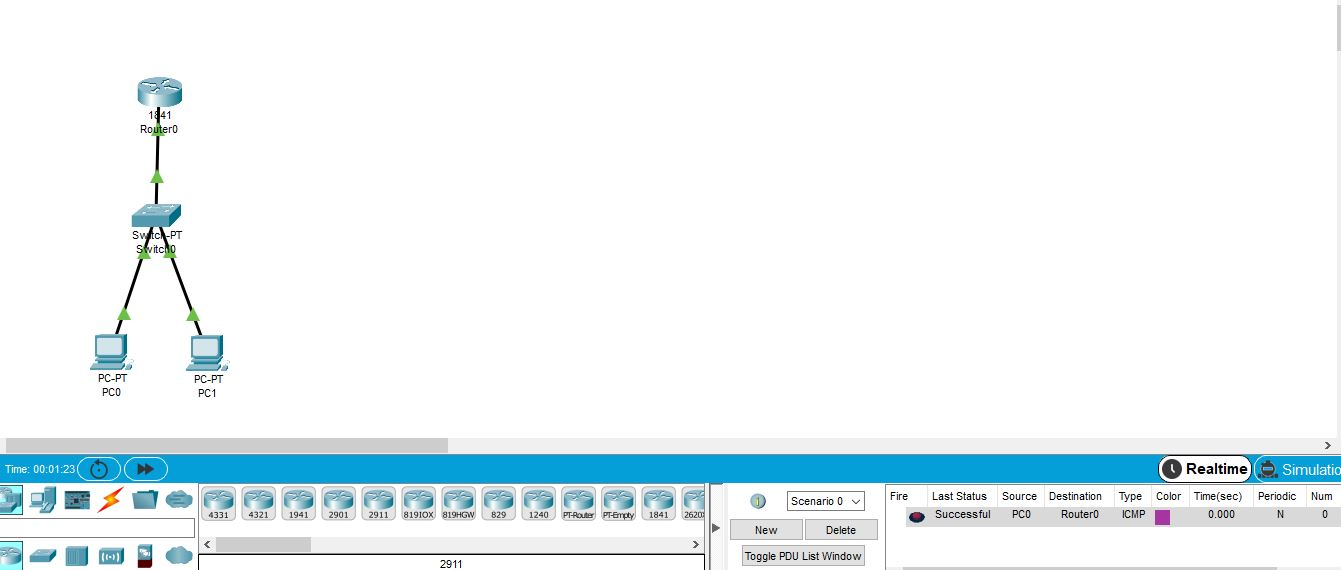 1841
Router0
Switch-PT
Switch0
PC-PT
PC0
PC-PT
PC1
Time: 00:01:23
Realtime
Simulatio
4331
4321
1941
2901
2911
819IOX
819HGW
829
1240
PT-Router
PT-Empty
1841
2620X
2911
Scenario 0
New
Delete
Toggle PDU List Window
Fire Last Status Source Destination Type Color Time(sec) Periodic Num
Successful PC0 Router0 ICMP 0.000 N 0